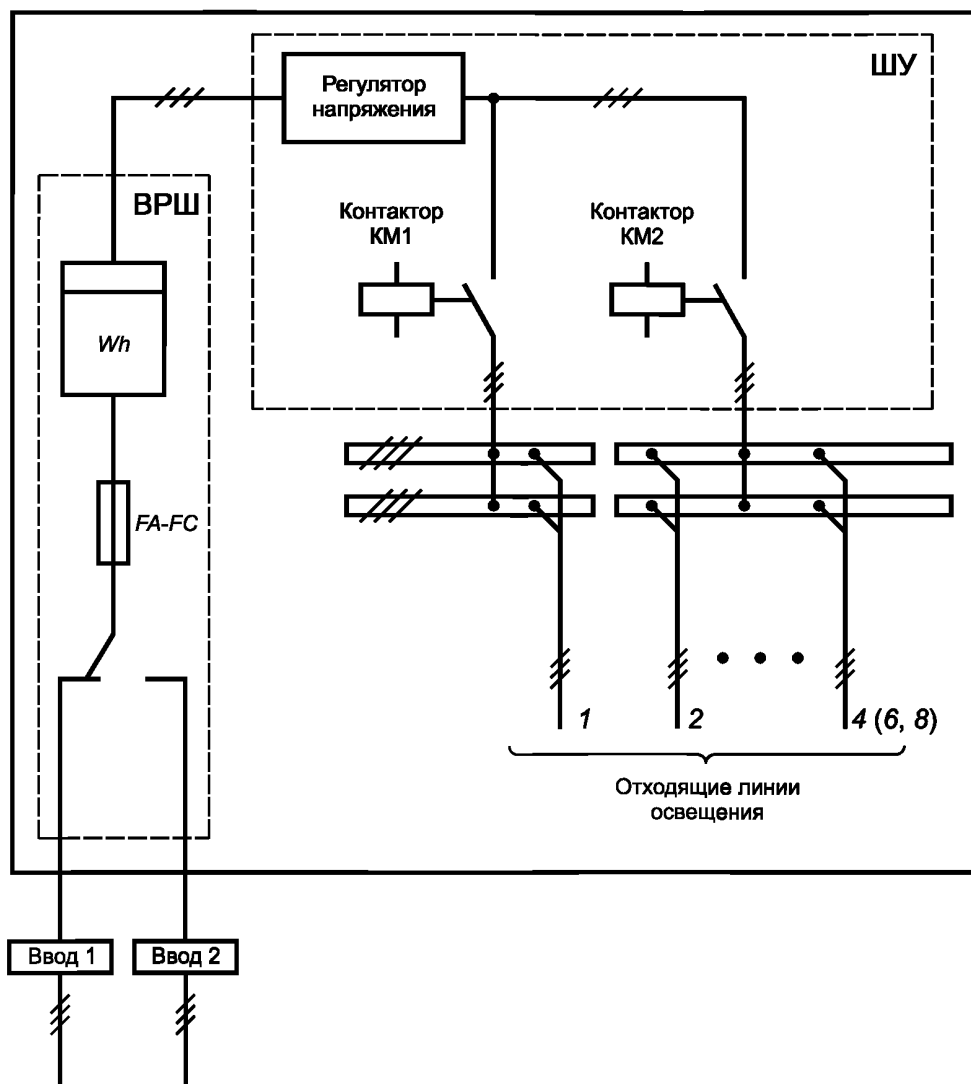 ШУ
Регулятор
напряжения
ВРШ
Контактор
КМ1
Контактор
КМ2
Wh
FA-FC
1
2
4 (6, 8)
Отходящие линии
освещения
Ввод 1
Ввод 2